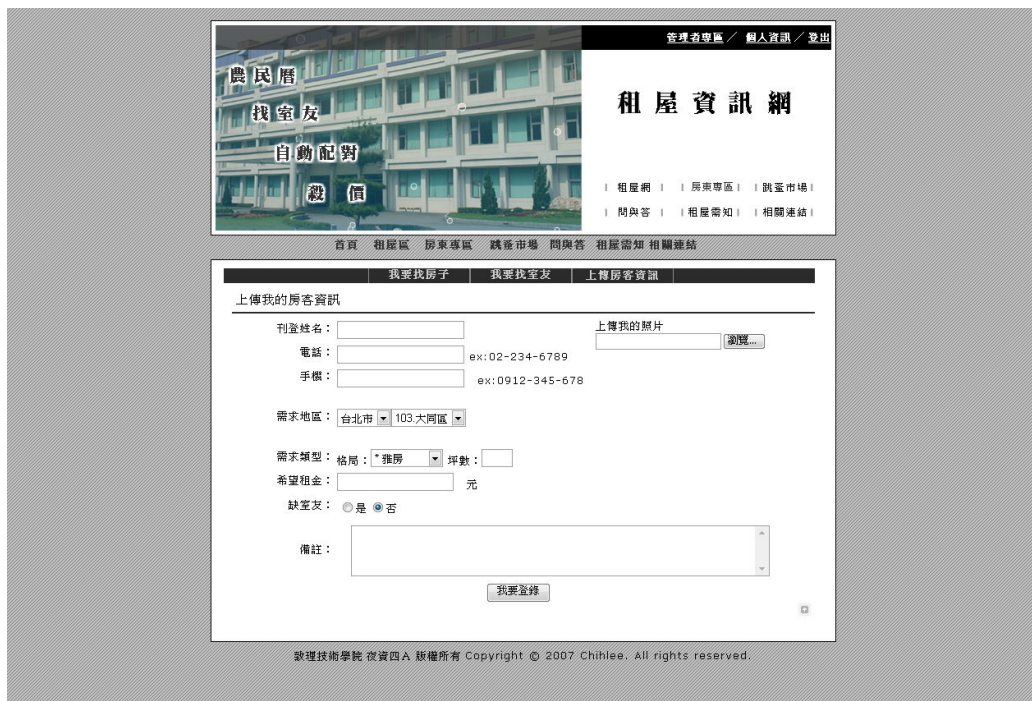 管理者專區／ 個人資訊／登出
農民曆
找室友
自動配對
殺 價
租屋資訊網
| 租屋網 | | 房東專區 | | 跳蚤市場 |
| 問與答 | | 租屋需知 | | 相關連結 |
首頁 租屋區 房東專區 跳蚤市場 問與答 租屋需知 相關連結
我要找房子 | 我要找室友 | 上傳房客資訊 |
上傳我的房客資訊
刊登姓名：
上傳我的照片
瀏覽...
電話： ex:02-234-6789
手機： ex:0912-345-678
需求地區： 台北市 103.大同區
需求類型： 格局： *雅房 坪數：
希望租金： 元
缺室友： 是 否
備註：
我要登錄
致理技術學院 夜資四A 版權所有 Copyright © 2007 Chihlee. All rights reserved.